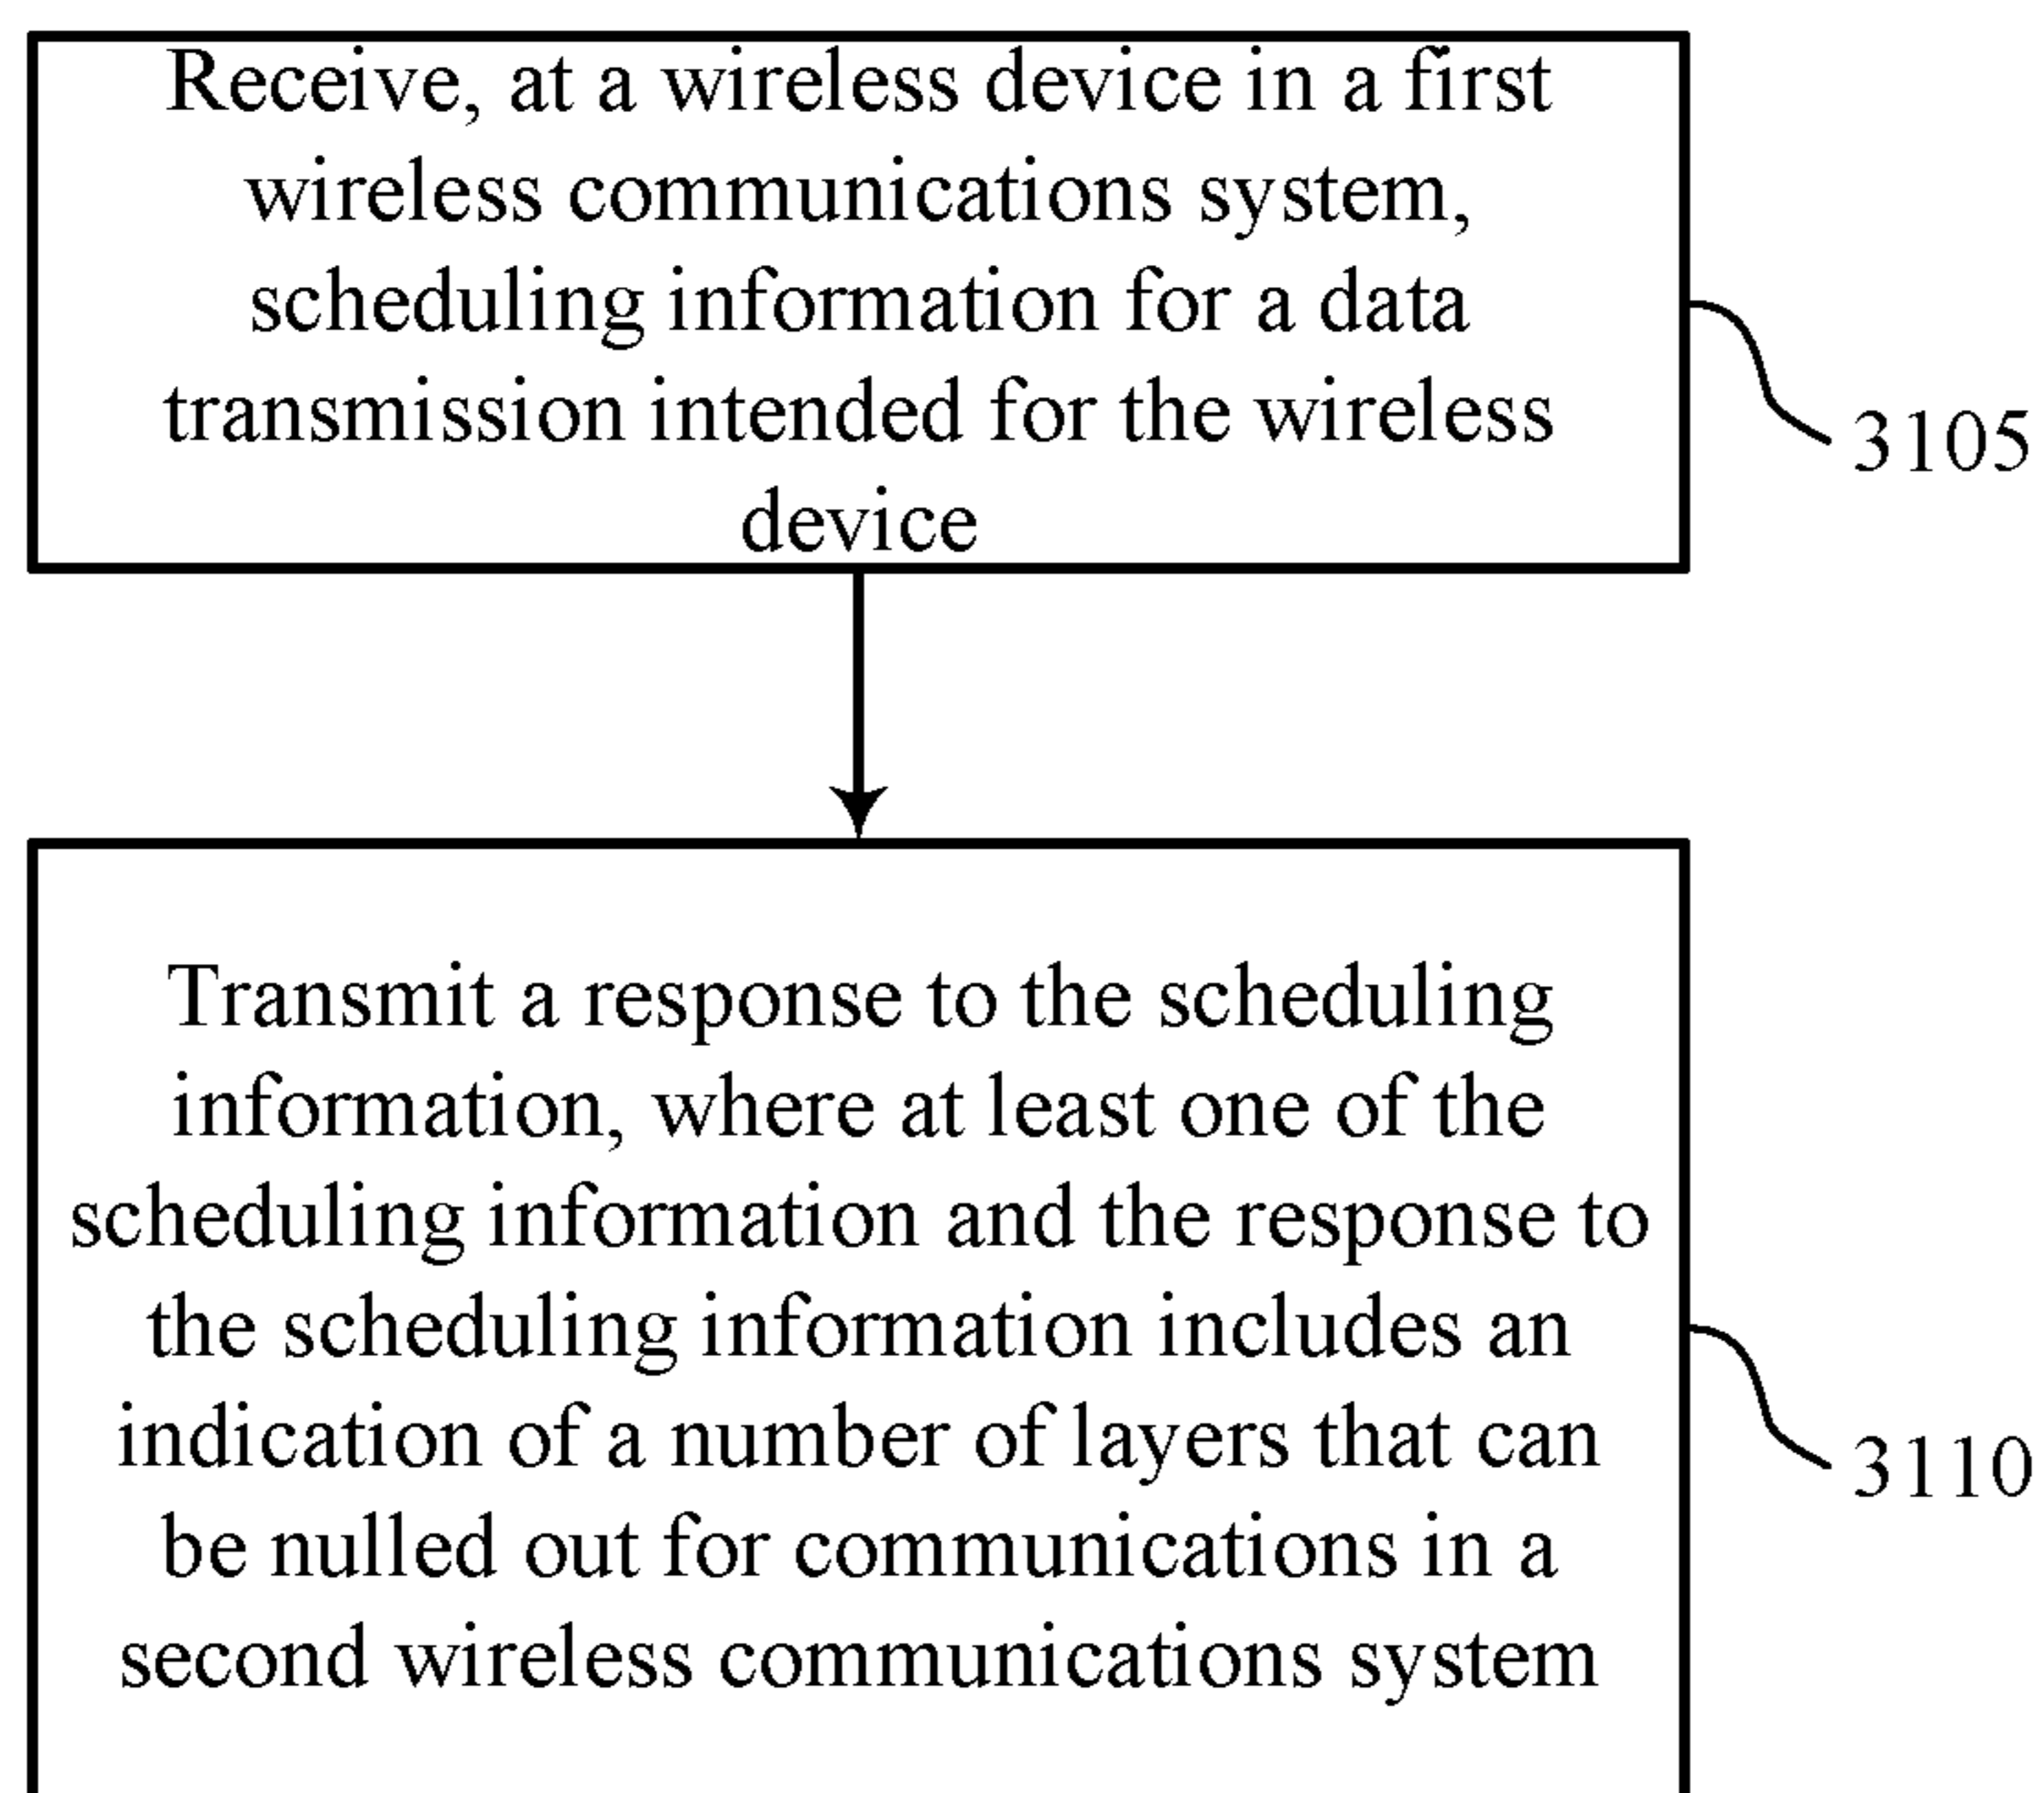 Receive, at a wireless device in a first
wireless communications system,
scheduling information for a data
transmission intended for the wireless
device
3105
Transmit a response to the scheduling
information, where at least one of the
scheduling information and the response to
the scheduling information includes an
indication of a number of layers that can
be nulled out for communications in a
second wireless communications system
3110